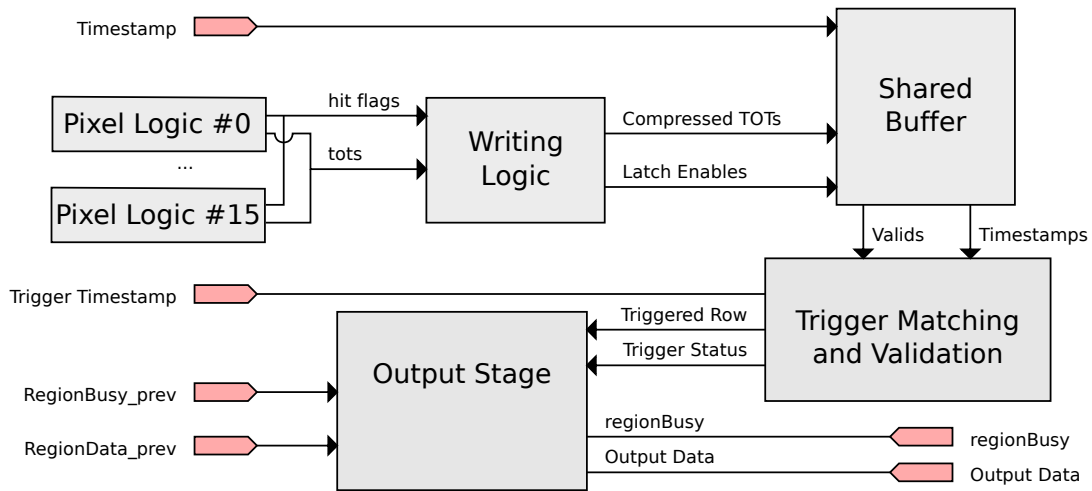 Timestamp
Pixel Logic #0
...
Pixel Logic #15
hit flags
tots
Writing
Logic
Compressed TOTs
Latch Enables
Shared
Buffer
Valids
Timestamps
Trigger Timestamp
Triggered Row
Trigger Status
Trigger Matching
and Validation
Output Stage
RegionBusy_prev
RegionData_prev
regionBusy
Output Data
regionBusy
Output Data